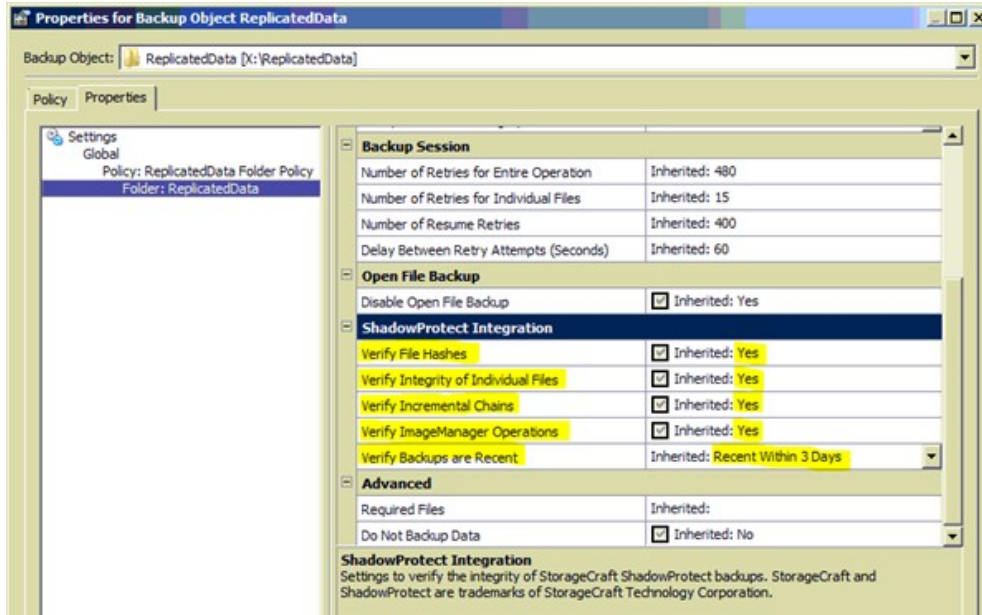 Properties for Backup Object ReplicatedData
Backup Object: ReplicatedData [X:\ReplicatedData]
Policy Properties
Settings
Global
Policy: ReplicatedData Folder Policy
Folder: ReplicatedData
Backup Session
Number of Retries for Entire Operation Inherited: 480
Number of Retries for Individual Files Inherited: 15
Number of Resume Retries Inherited: 400
Delay Between Retry Attempts (Seconds) Inherited: 60
Open File Backup
Disable Open File Backup Inherited: Yes
ShadowProtect Integration
Verify File Hashes Inherited: Yes
Verify Integrity of Individual Files Inherited: Yes
Verify Incremental Chains Inherited: Yes
Verify ImageManager Operations Inherited: Yes
Verify Backups are Recent Inherited: Recent Within 3 Days
Advanced
Required Files Inherited:
Do Not Backup Data Inherited: No
ShadowProtect Integration
Settings to verify the integrity of StorageCraft ShadowProtect backups. StorageCraft and
ShadowProtect are trademarks of StorageCraft Technology Corporation.